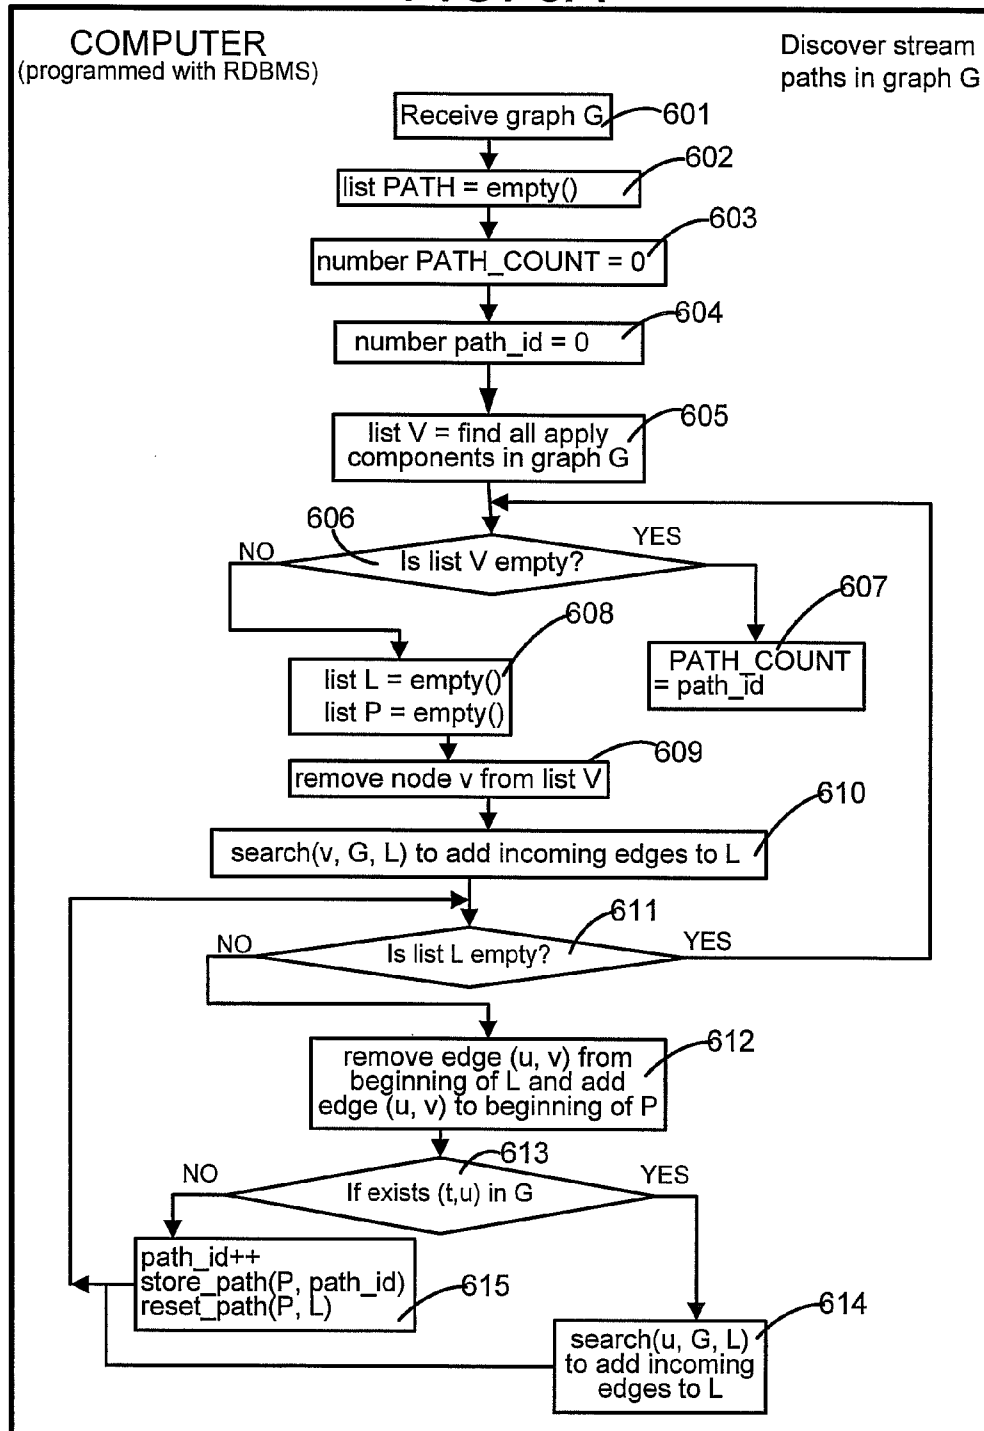 COMPUTER
(programmed with RDBMS)
Discover stream
paths in graph G
Receive graph G
601
602
list PATH = empty()
603
number PATH_COUNT = 0
604
number path_id = 0
605
list V = find all apply
components in graph G
606
NO
YES
Is list V empty?
607
608
PATH_COUNT
= path_id
list L = empty()
list P = empty()
609
remove node v from list V
610
search(v, G, L) to add incoming edges to L
611
NO
YES
Is list L empty?
612
remove edge (u, v) from
beginning of L and add
edge (u, v) to beginning of P
613
NO
YES
If exists (t,u) in G
path_id++
store_path(P, path_id)
reset_path(P, L)
615
614
search(u, G, L)
to add incoming
edges to L